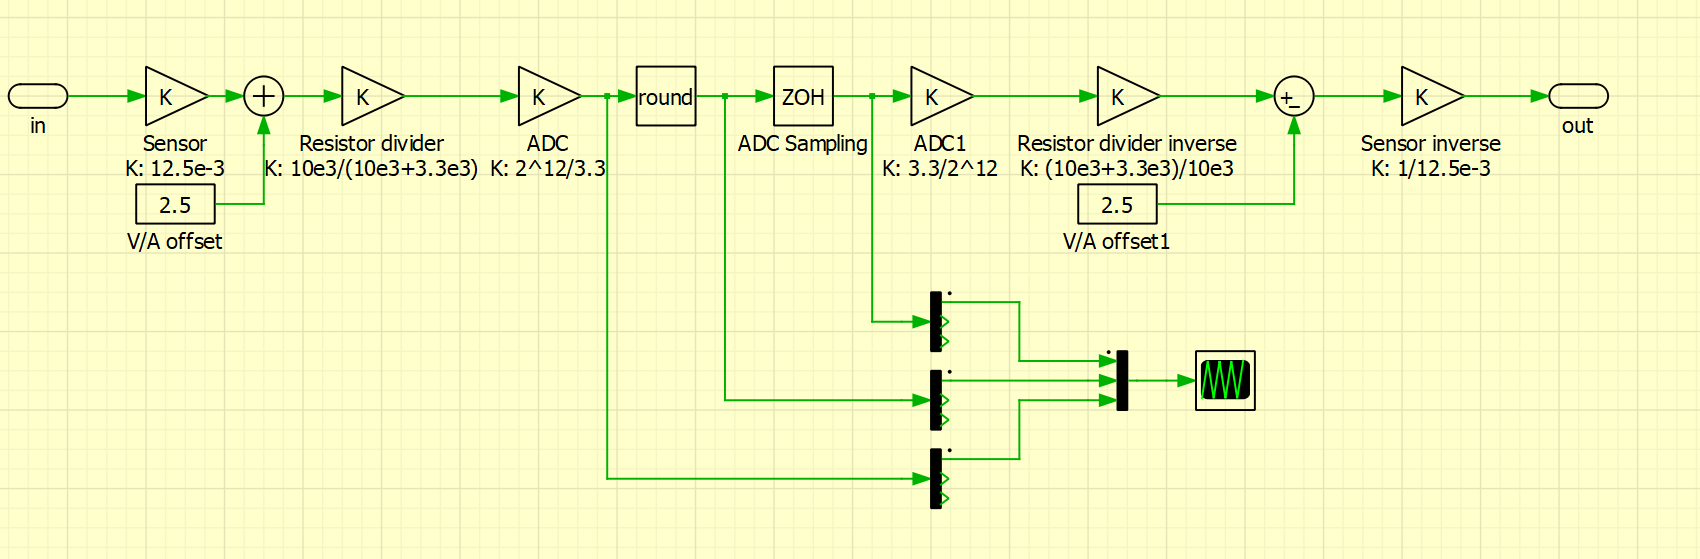 in
K
Sensor
K: 12.5e-3
2.5
V/A offset
K
Resistor divider
K: 10e3/(10e3+3.3e3)
K
ADC
K: 2^12/3.3
round
ZOH
ADC Sampling
K
ADC1
K: 3.3/2^12
K
Resistor divider inverse
K: (10e3+3.3e3)/10e3
2.5
V/A offset1
K
Sensor inverse
K: 1/12.5e-3
out